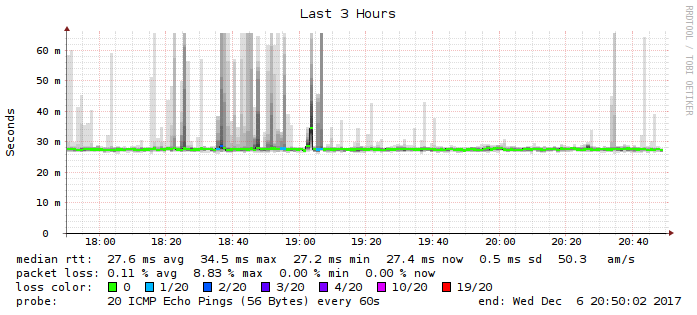 Last 3 Hours
RRDTOOL / TOBI OETIKER
Seconds
60 m
50 m
40 m
30 m
20 m
10 m
0
18:00 18:20 18:40 19:00 19:20 19:40 20:00 20:20 20:40
median rtt: 27.6 ms avg 34.5 ms max 27.2 ms min 27.4 ms now 0.5 ms sd 50.3 am/s
packet loss: 0.11 % avg 8.83 % max 0.00 % min 0.00 % now
loss color: 0 1/20 2/20 3/20 4/20 10/20 19/20
probe: 20 ICMP Echo Pings (56 Bytes) every 60s end: Wed Dec 6 20:50:02 2017